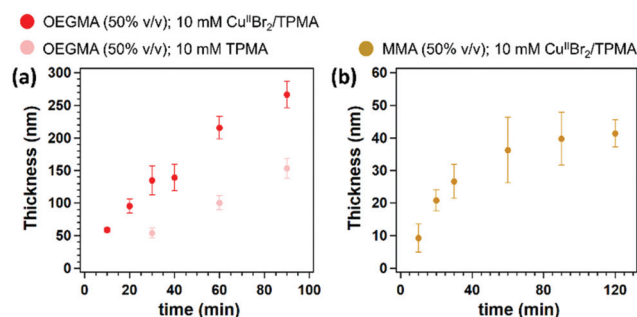 OEGMA (50% v/v); 10 mM CuᴵᴵBr₂/TPMA
OEGMA (50% v/v); 10 mM TPMA
MMA (50% v/v); 10 mM CuᴵᴵBr₂/TPMA
(a)
300
250
200
150
100
50
0
Thickness (nm)
0 20 40 60 80 100
time (min)
(b)
60
50
40
30
20
10
0
Thickness (nm)
0 40 80 120
time (min)